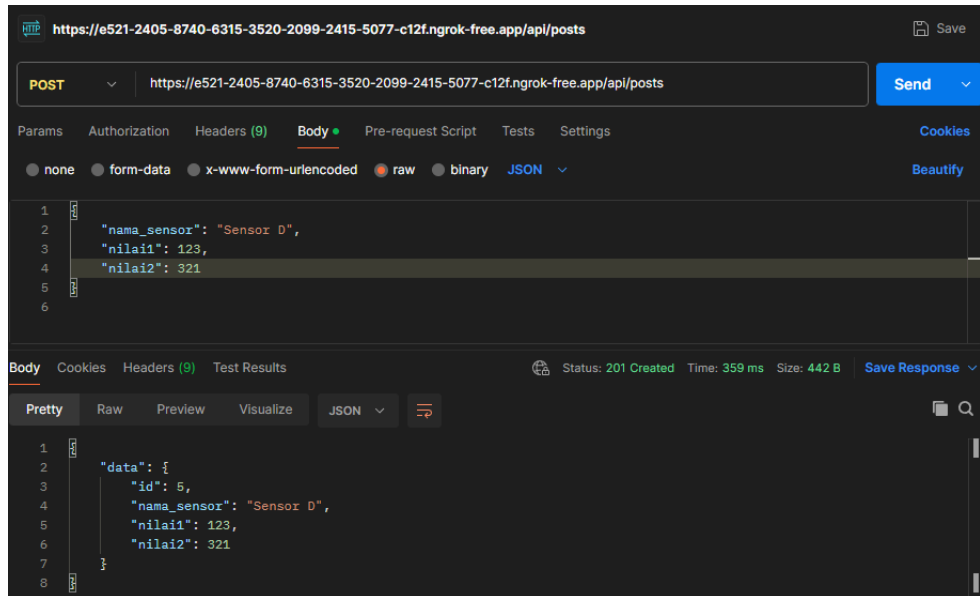 HTTP https://e521-2405-8740-6315-3520-2099-2415-5077-c12f.ngrok-free.app/api/posts Save
POST https://e521-2405-8740-6315-3520-2099-2415-5077-c12f.ngrok-free.app/api/posts Send
Params Authorization Headers (9) Body Pre-request Script Tests Settings Cookies
none form-data x-www-form-urlencoded raw binary JSON Beautify
1 {
2 "nama_sensor": "Sensor D",
3 "nilai1": 123,
4 "nilai2": 321
5 }
6
Body Cookies Headers (9) Test Results Status: 201 Created Time: 359 ms Size: 442 B Save Response
Pretty Raw Preview Visualize JSON
1 {
2 "data": {
3 "id": 5,
4 "nama_sensor": "Sensor D",
5 "nilai1": 123,
6 "nilai2": 321
7 }
8 }